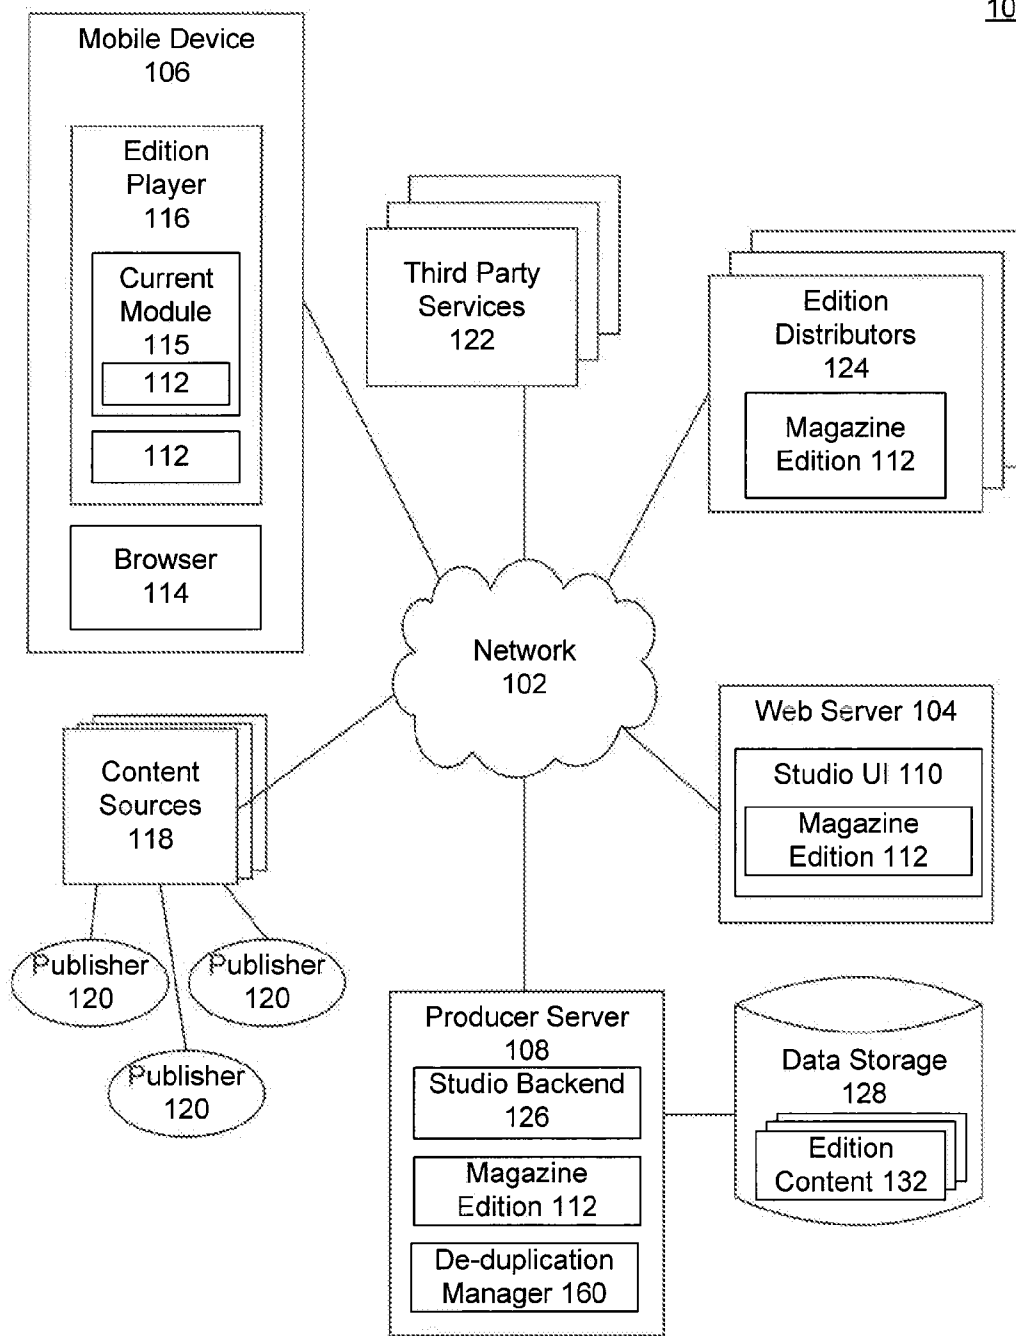 10
Mobile Device
106
Edition
Player
116
Current
Module
115
112
112
Browser
114
Third Party
Services
122
Edition
Distributors
124
Magazine
Edition 112
Network
102
Web Server 104
Studio UI 110
Magazine
Edition 112
Content
Sources
118
Publisher
120
Publisher
120
Publisher
120
Producer Server
108
Studio Backend
126
Magazine
Edition 112
De-duplication
Manager 160
Data Storage
128
Edition
Content 132